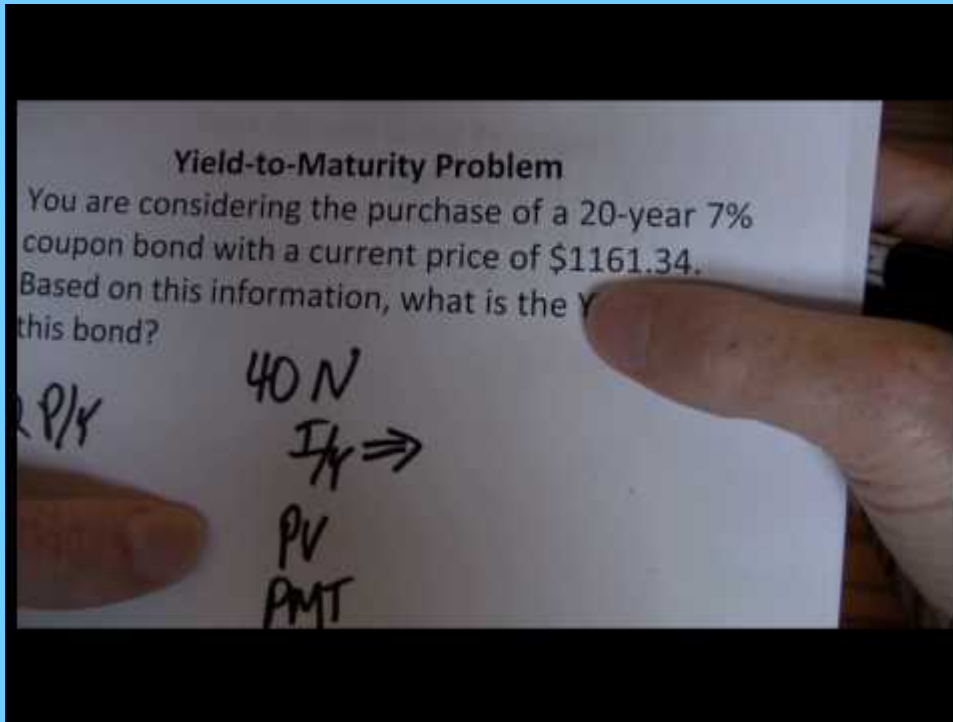 Yield-to-Maturity Problem
You are considering the purchase of a 20-year 7%
coupon bond with a current price of $1161.34.
Based on this information, what is the Y
this bond?
40 N
P/Y
I/Y ⇒
PV
PMT